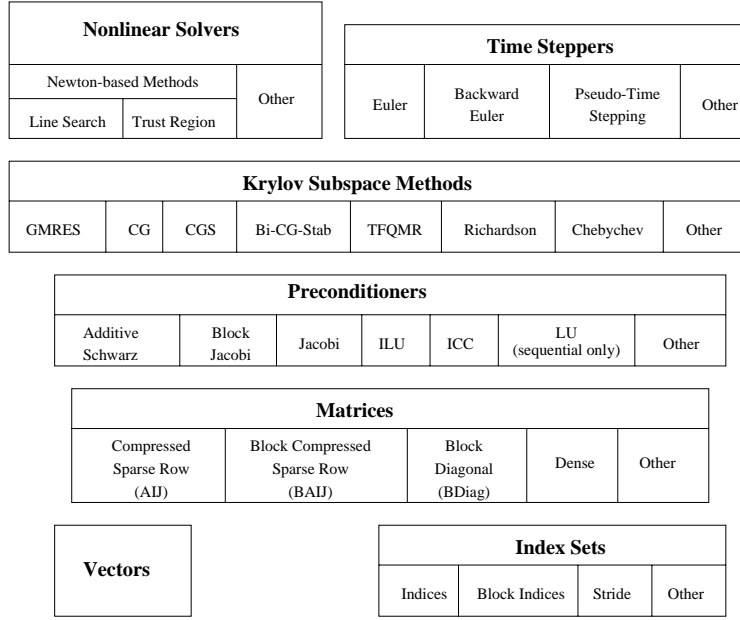 Nonlinear Solvers
Newton-based Methods
Other
Line Search
Trust Region
Time Steppers
Euler
Backward
Euler
Pseudo-Time
Stepping
Other
Krylov Subspace Methods
GMRES
CG
CGS
Bi-CG-Stab
TFQMR
Richardson
Chebychev
Other
Preconditioners
Additive
Schwarz
Block
Jacobi
Jacobi
ILU
ICC
LU
(sequential only)
Other
Matrices
Compressed
Sparse Row
(AIJ)
Block Compressed
Sparse Row
(BAIJ)
Block
Diagonal
(BDiag)
Dense
Other
Vectors
Index Sets
Indices
Block Indices
Stride
Other